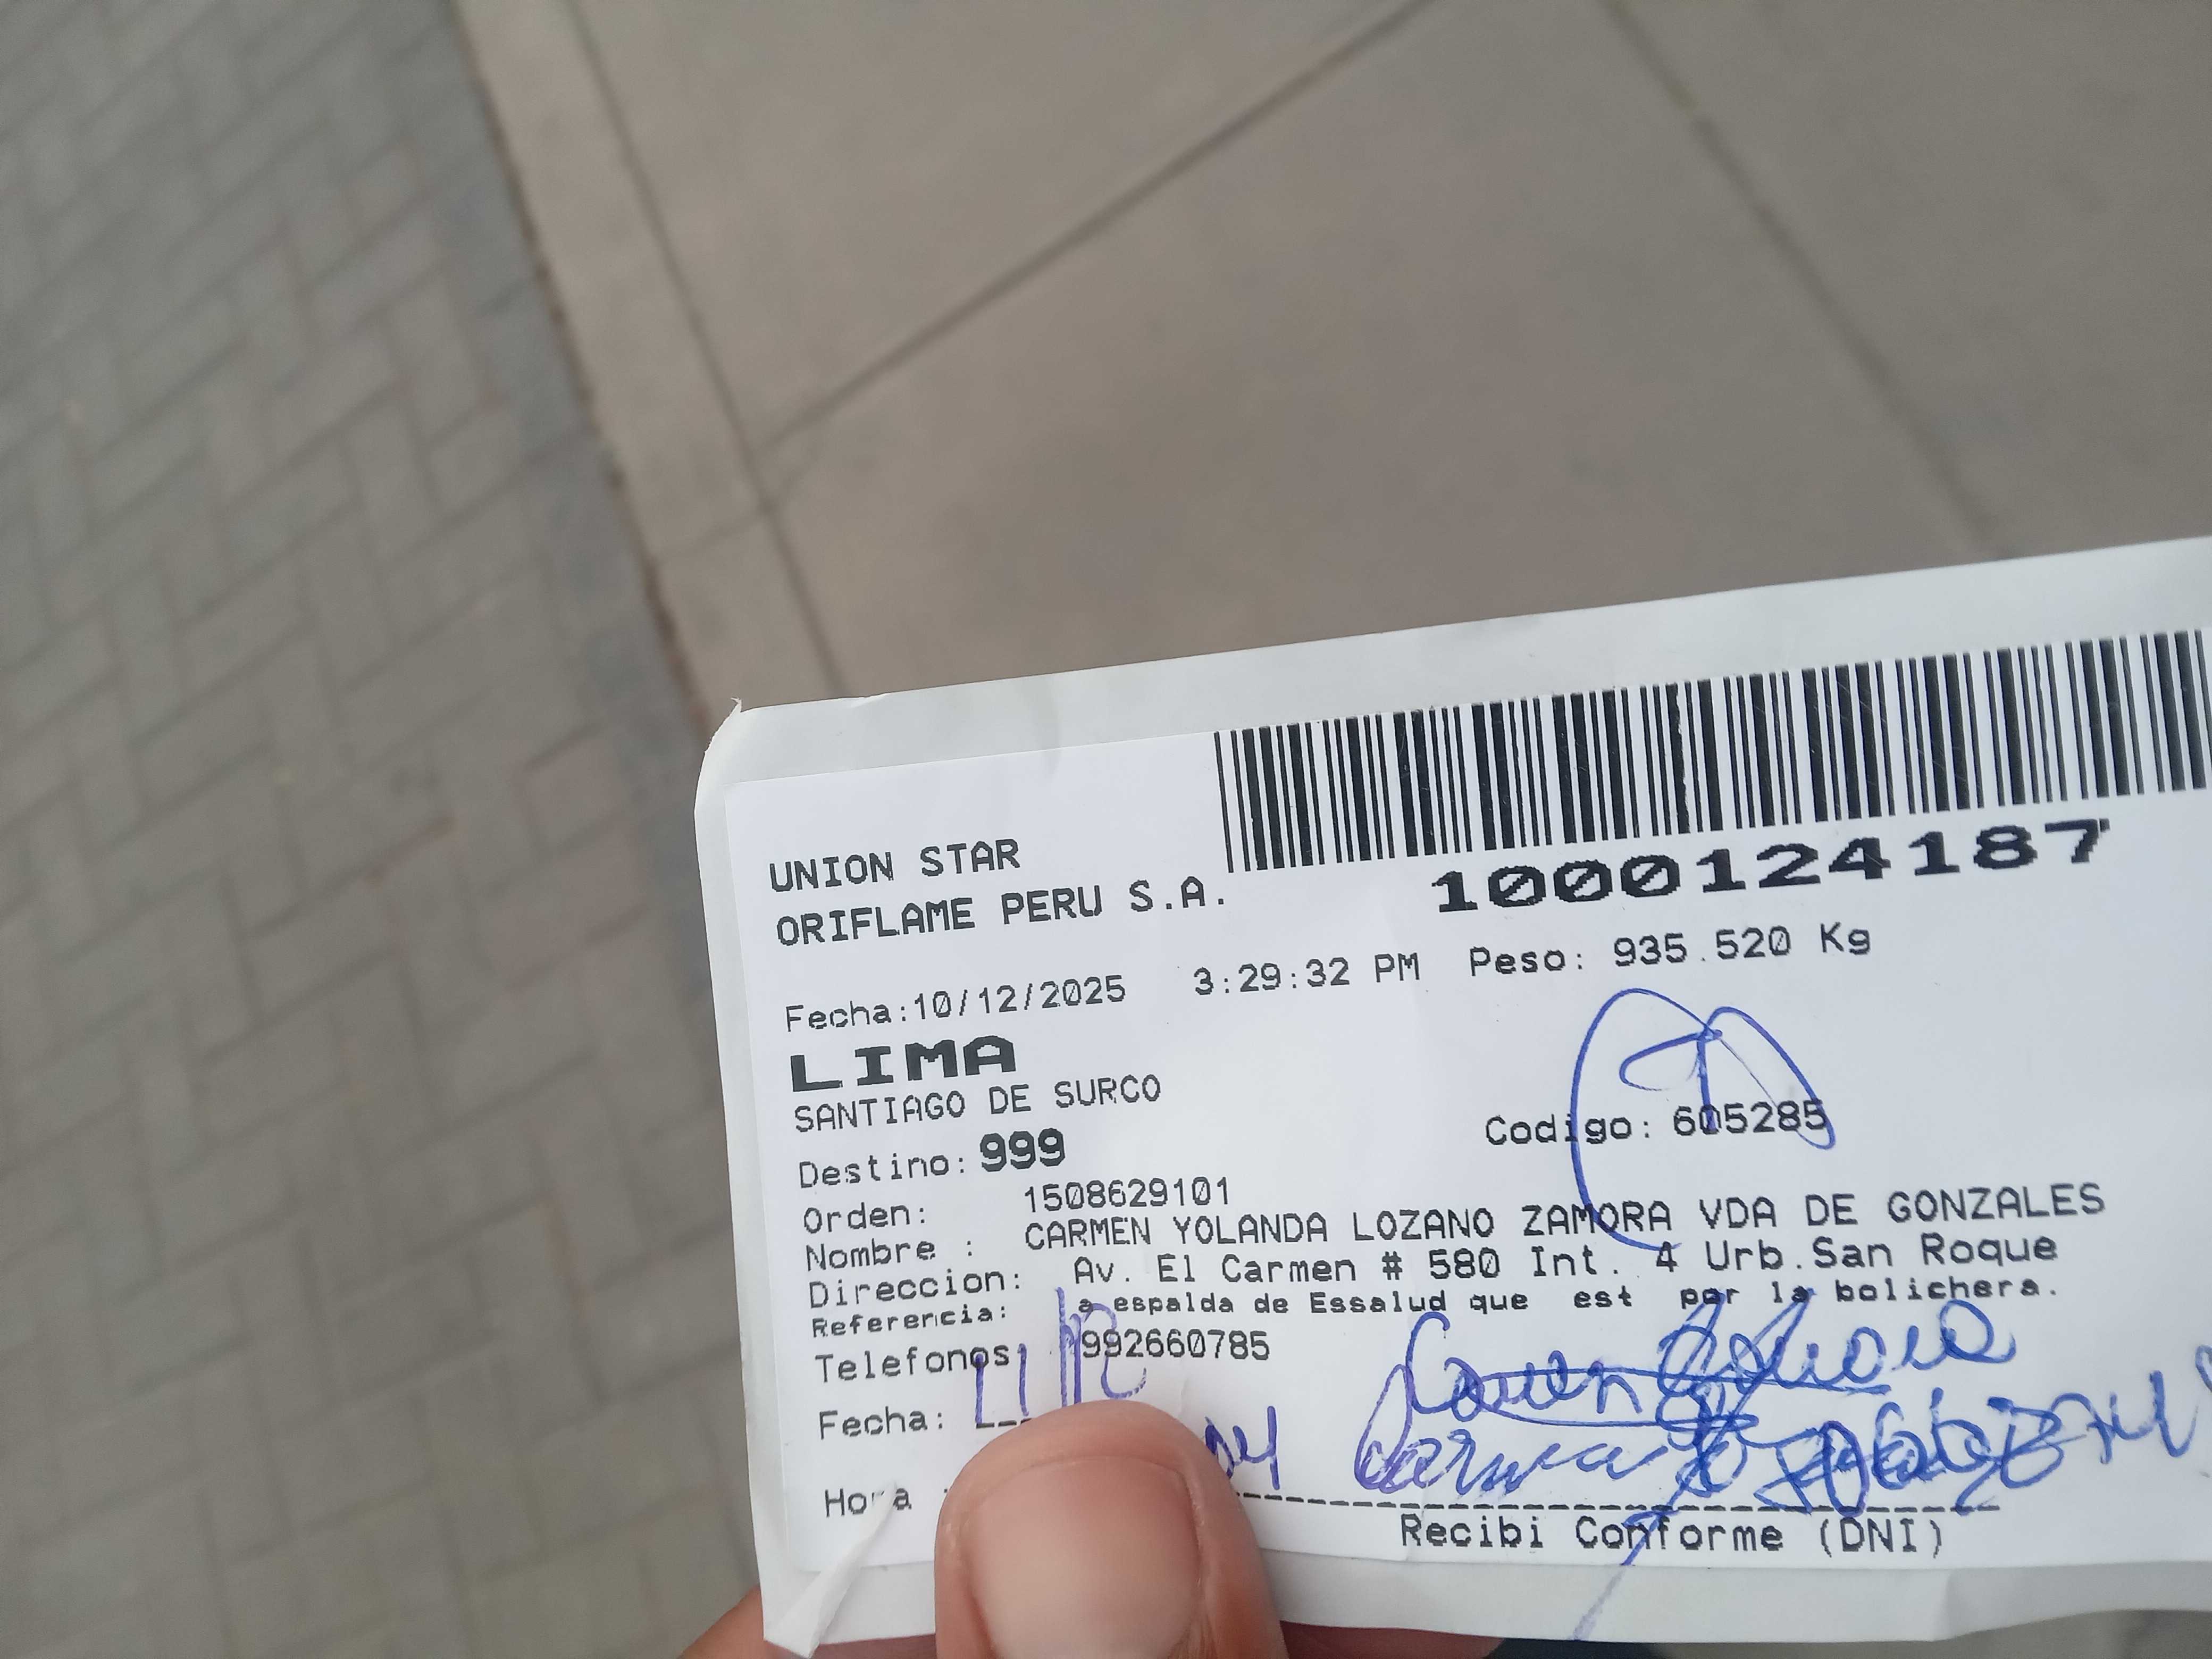 UNION STAR
ORIFLAME PERU S.A.
1000124187
Fecha:10/12/2025 3:29:32 PM Peso: 935.520 Kg
LIMA
SANTIAGO DE SURCO
Destino: 999
Codigo: 605285
Orden: 1508629101
Nombre : CARMEN YOLANDA LOZANO ZAMORA VDA DE GONZALES
Direccion: Av. El Carmen # 580 Int. 4 Urb.San Roque
Referencia: a espalda de Essalud que est por la bolichera.
Telefonos: 992660785
Fecha:
Hora :
Recibi Conforme (DNI)